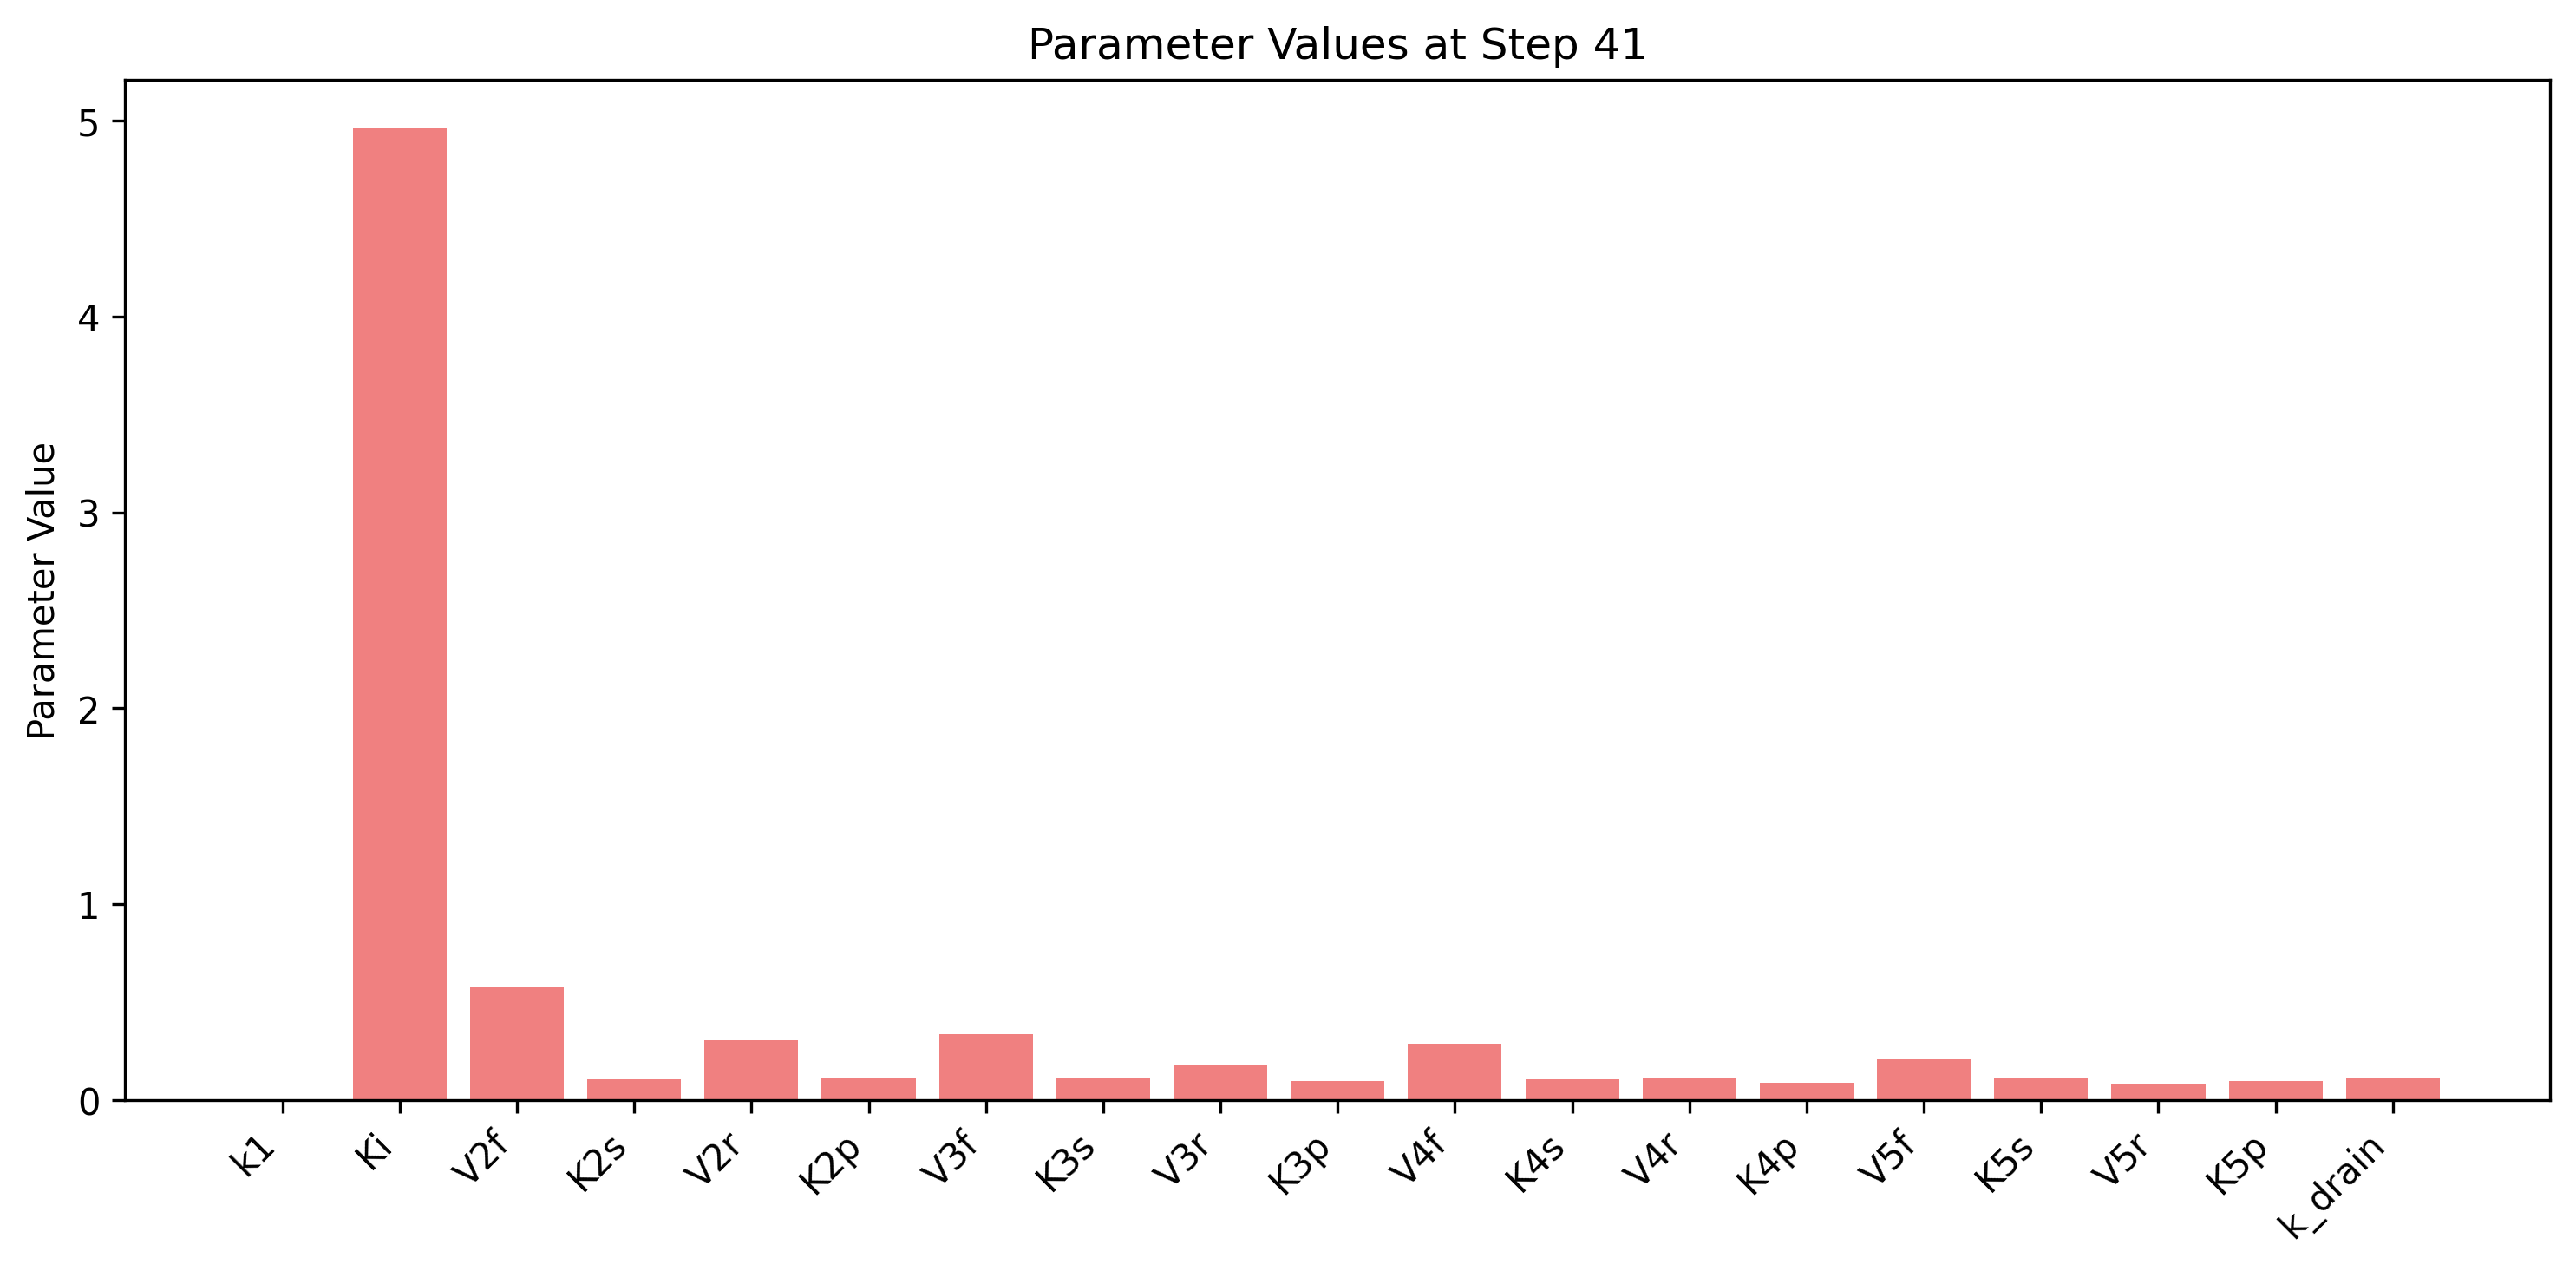 Parameter Values at Step 41
Parameter Value
5
4
3
2
1
0
k1
Ki
V2f
K2s
V2r
K2p
V3f
K3s
V3r
K3p
V4f
K4s
V4r
K4p
V5f
K5s
V5r
K5p
k_drain